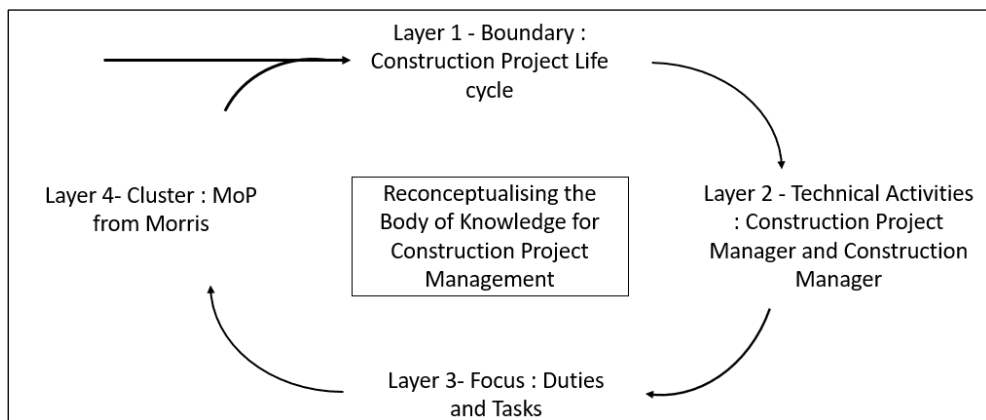 Layer 1 - Boundary :
Construction Project Life
cycle
Layer 2 - Technical Activities
: Construction Project
Manager and Construction
Manager
Layer 3- Focus : Duties
and Tasks
Layer 4- Cluster : MoP
from Morris
Reconceptualising the
Body of Knowledge for
Construction Project
Management